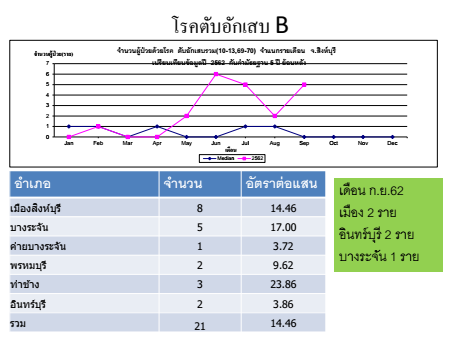 โรคตับอักเสบ B
จำนวนผู้ป่วยด้วยโรค ตับอักเสบรวม(10-13,69-70) จำแนกรายเดือน จ.สิงห์บุรี
เปรียบเทียบข้อมูลปี 2562 กับค่ามัธยฐาน 5 ปี ย้อนหลัง
จำนวนผู้ป่วย(ราย)
7
6
5
4
3
2
1
0
Jan Feb Mar Apr May Jun Jul Aug Sep Oct Nov Dec
เดือน
Median 2562
อำเภอ จำนวน อัตราต่อแสน
เมืองสิงห์บุรี 8 14.46
บางระจัน 5 17.00
ค่ายบางระจัน 1 3.72
พรหมบุรี 2 9.62
ท่าช้าง 3 23.86
อินทร์บุรี 2 3.86
รวม 21 14.46
เดือน ก.ย.62
เมือง 2 ราย
อินทร์บุรี 2 ราย
บางระจัน 1 ราย